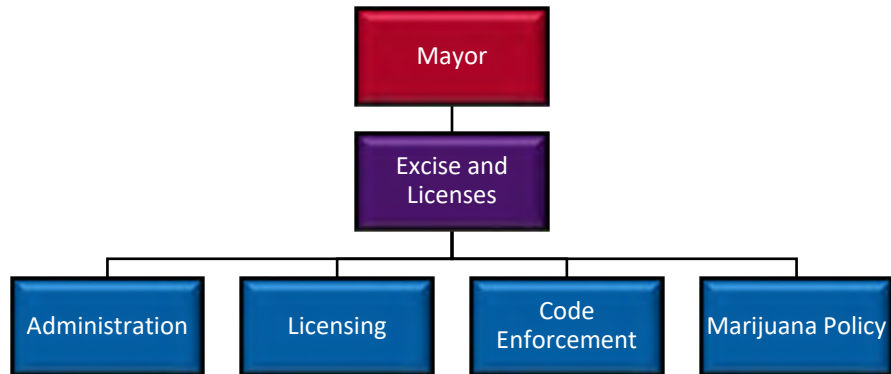 Mayor
Excise and
Licenses
Administration
Licensing
Code
Enforcement
Marijuana Policy